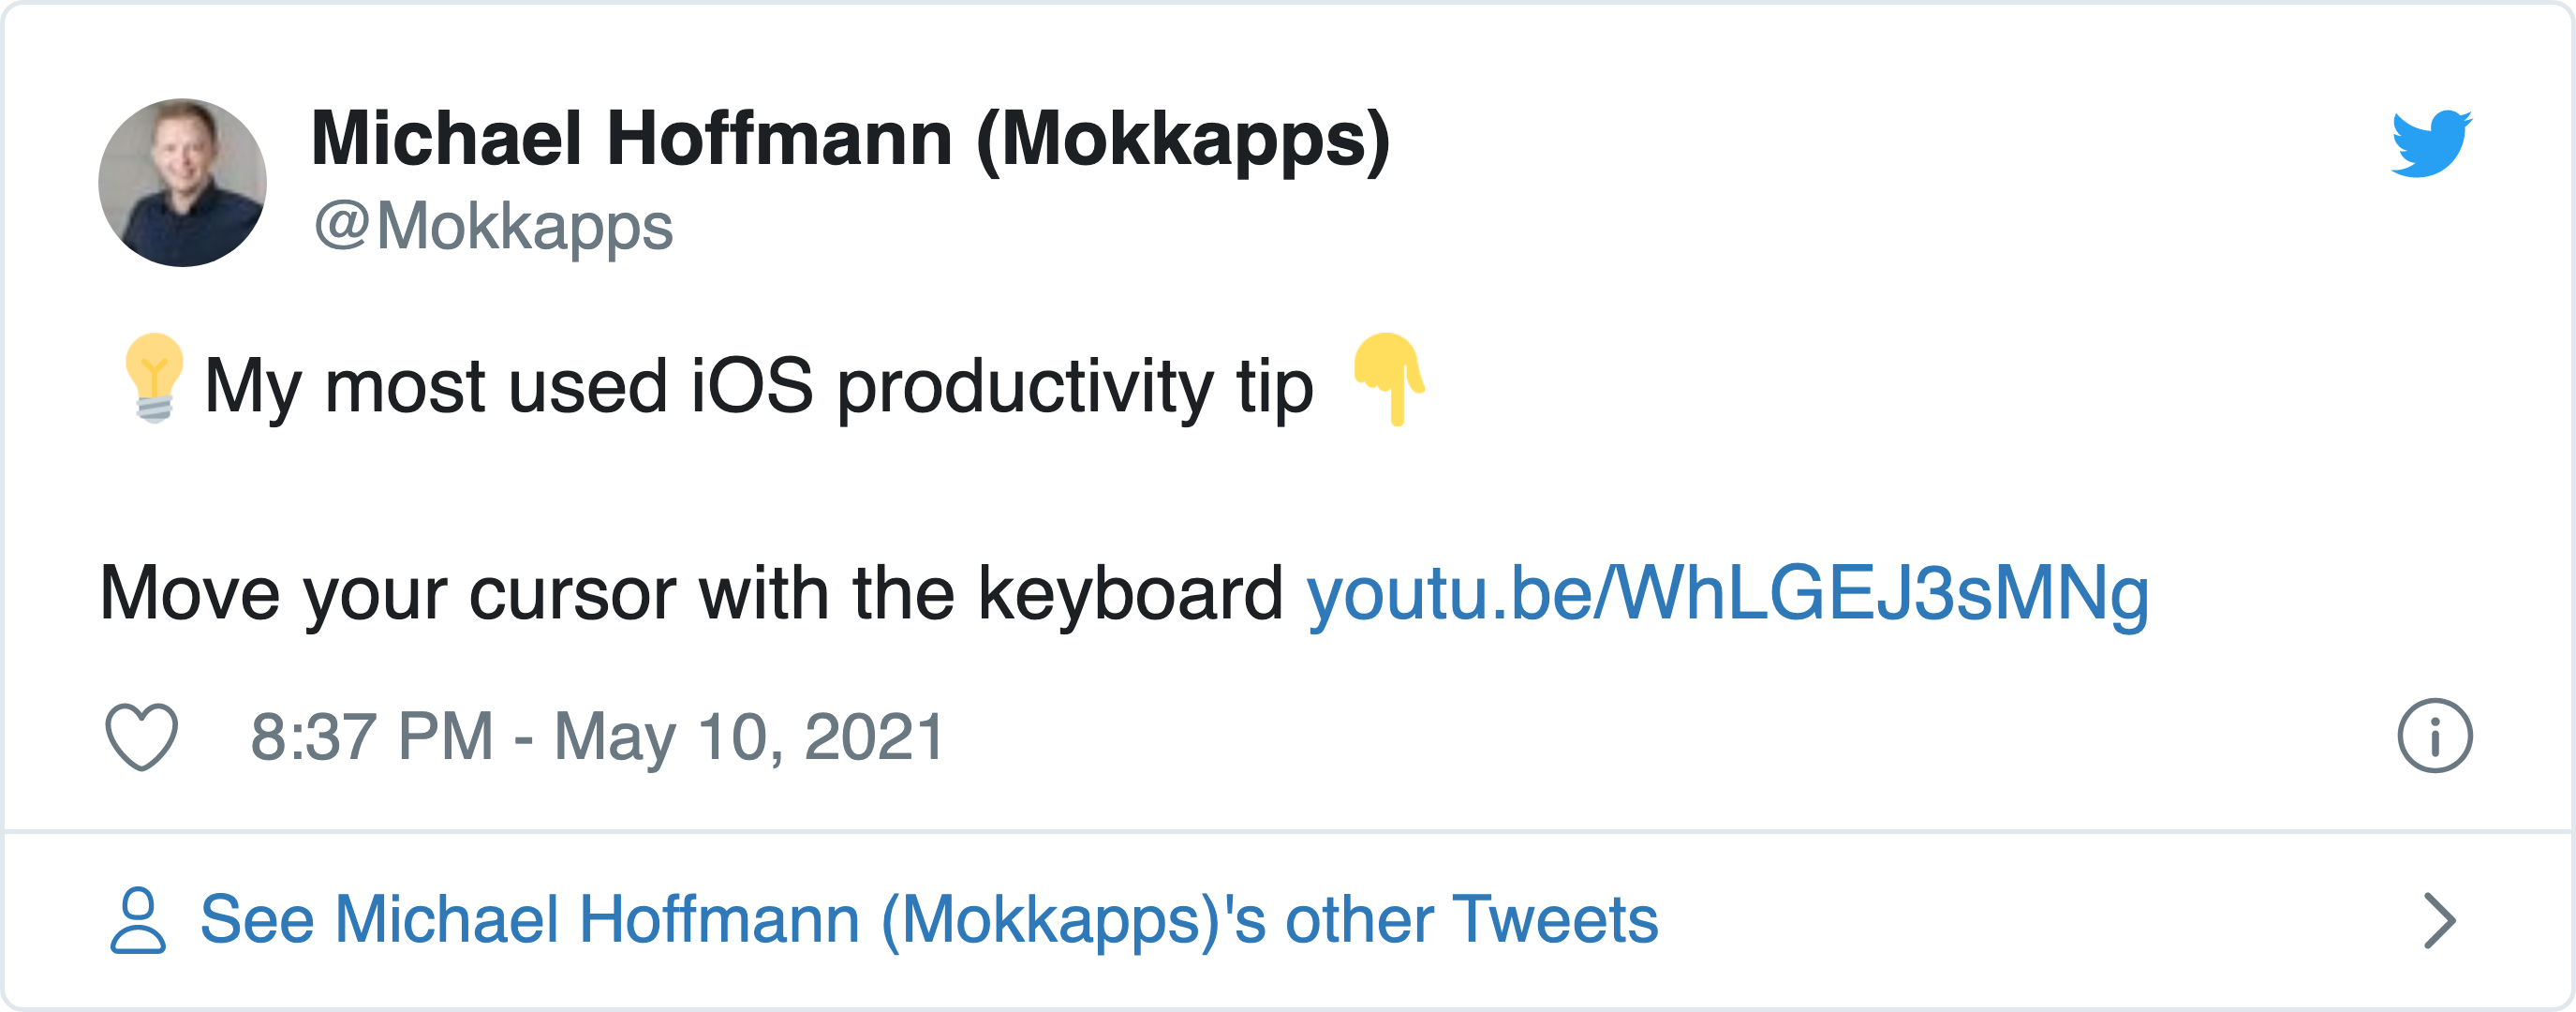 Michael Hoffmann (Mokkapps)
@Mokkapps
💡My most used iOS productivity tip 👇
Move your cursor with the keyboard youtu.be/WhLGEJ3sMNg
8:37 PM - May 10, 2021
See Michael Hoffmann (Mokkapps)'s other Tweets